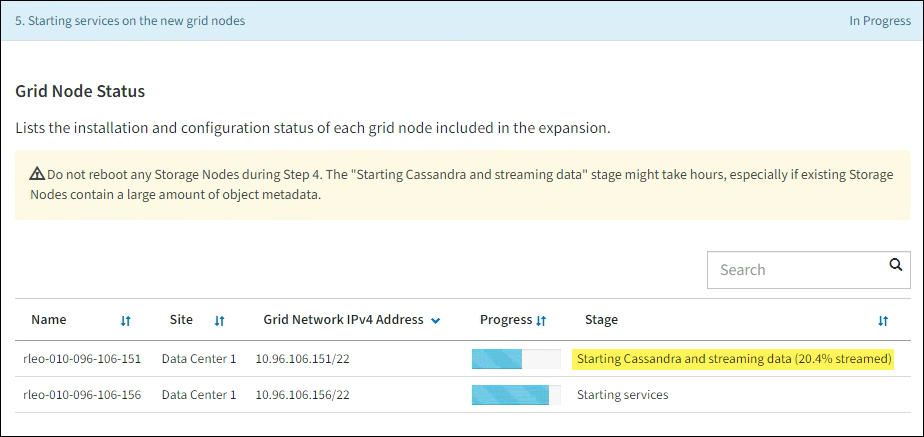 5. Starting services on the new grid nodes In Progress
Grid Node Status
Lists the installation and configuration status of each grid node included in the expansion.
Do not reboot any Storage Nodes during Step 4. The "Starting Cassandra and streaming data" stage might take hours, especially if existing Storage
Nodes contain a large amount of object metadata.
Search
Name Site Grid Network IPv4 Address Progress Stage
rleo-010-096-106-151 Data Center 1 10.96.106.151/22 Starting Cassandra and streaming data (20.4% streamed)
rleo-010-096-106-156 Data Center 1 10.96.106.156/22 Starting services